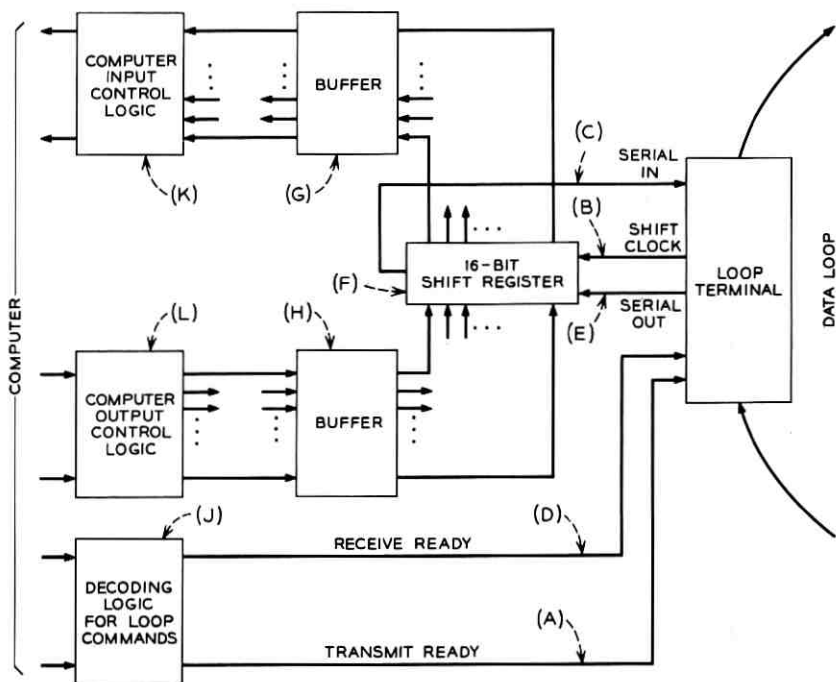 COMPUTER
INPUT
CONTROL
LOGIC
BUFFER
(K)
(G)
(C)
SERIAL
IN
(B)
SHIFT
CLOCK
LOOP
TERMINAL
DATA LOOP
16-BIT
SHIFT REGISTER
(F)
SERIAL
OUT
(E)
(L)
(H)
COMPUTER
COMPUTER
OUTPUT
CONTROL
LOGIC
BUFFER
(J)
(D)
RECEIVE READY
DECODING
LOGIC
FOR LOOP
COMMANDS
(A)
TRANSMIT READY